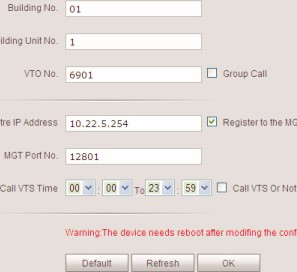 Building No. 01
ilding Unit No. 1
VTO No. 6901 Group Call
tre IP Address 10.22.5.254 Register to the MG
MGT Port No. 12801
Call VTS Time 00 : 00 To 23 : 59 Call VTS Or Not
Warning:The device needs reboot after modifing the conf
Default Refresh OK